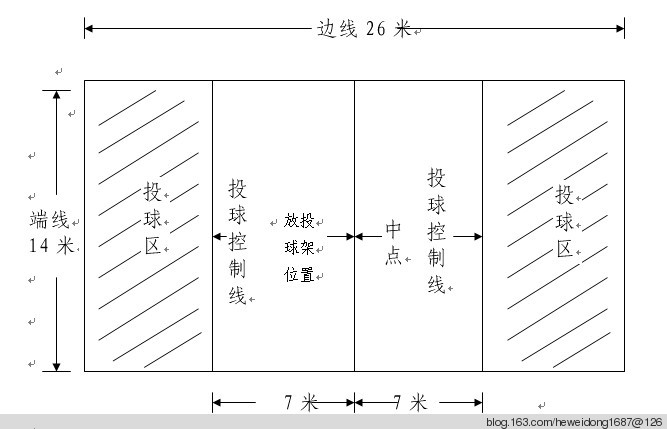 边线 26 米
端线
14 米
投球区
投球控制线
放投
球架
位置
中点
投球控制线
投球区
7 米
7 米
blog.163.com/heweidong1687@126